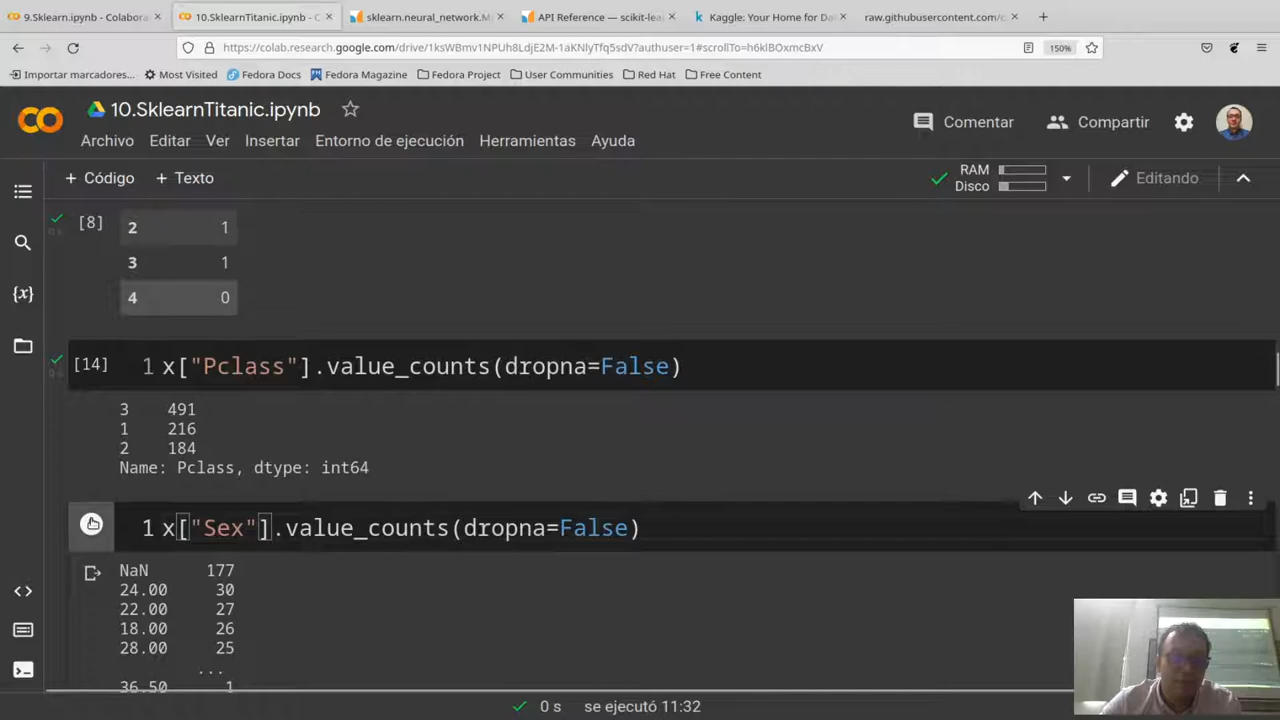 9.Sklearn.ipynb - Colabora
10.SklearnTitanic.ipynb - C
sklearn.neural_network.M
API Reference — scikit-lea
Kaggle: Your Home for Da
raw.githubusercontent.com/c
https://colab.research.google.com/drive/1ksWBmv1NPUh8LdjE2M-1aKNlyTfq5sdV?authuser=1#scrollTo=h6klBOxmcBxV
150%
Importar marcadores...
Most Visited
Fedora Docs
Fedora Magazine
Fedora Project
User Communities
Red Hat
Free Content
10.SklearnTitanic.ipynb
Comentar
Compartir
Archivo
Editar
Ver
Insertar
Entorno de ejecución
Herramientas
Ayuda
+ Código
+ Texto
RAM
Disco
Editando
[8]
2 1
3 1
4 0
[14]
1 x["Pclass"].value_counts(dropna=False)
3 491
1 216
2 184
Name: Pclass, dtype: int64
1 x["Sex"].value_counts(dropna=False)
NaN 177
24.00 30
22.00 27
18.00 26
28.00 25
...
36.50 1
0 s se ejecutó 11:32